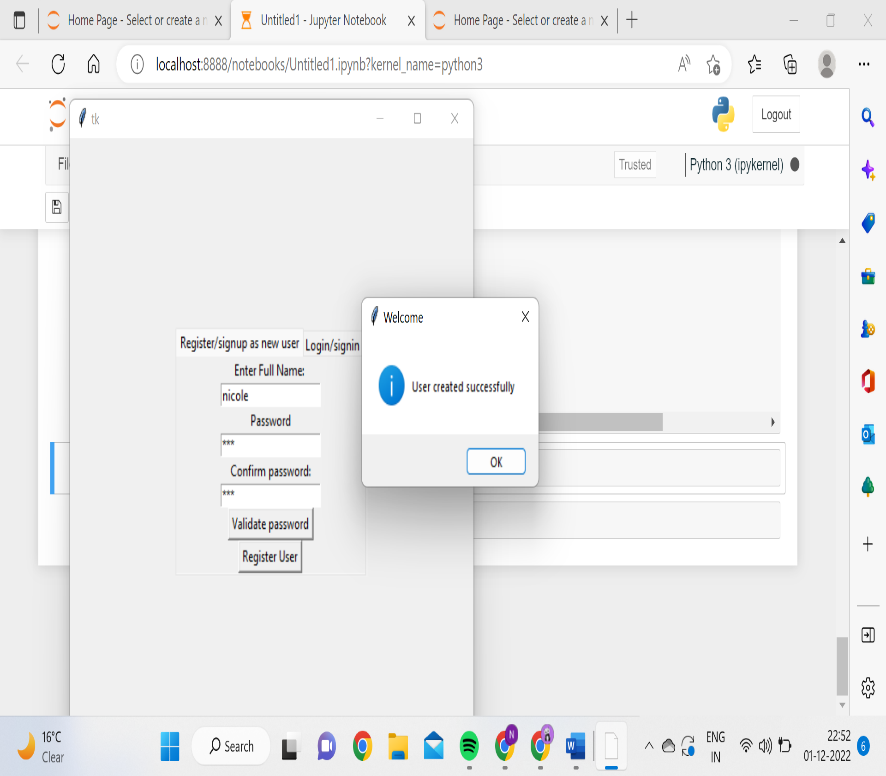 Home Page - Select or create a n
Untitled1 - Jupyter Notebook
Home Page - Select or create a n
localhost:8888/notebooks/Untitled1.ipynb?kernel_name=python3
tk
Logout
Fil
Trusted
Python 3 (ipykernel)
Welcome
User created successfully
OK
Register/signup as new user
Login/signin
Enter Full Name:
nicole
Password
***
Confirm password:
***
Validate password
Register User
16°C
Clear
Search
N
W
ENG
IN
22:52
01-12-2022
6